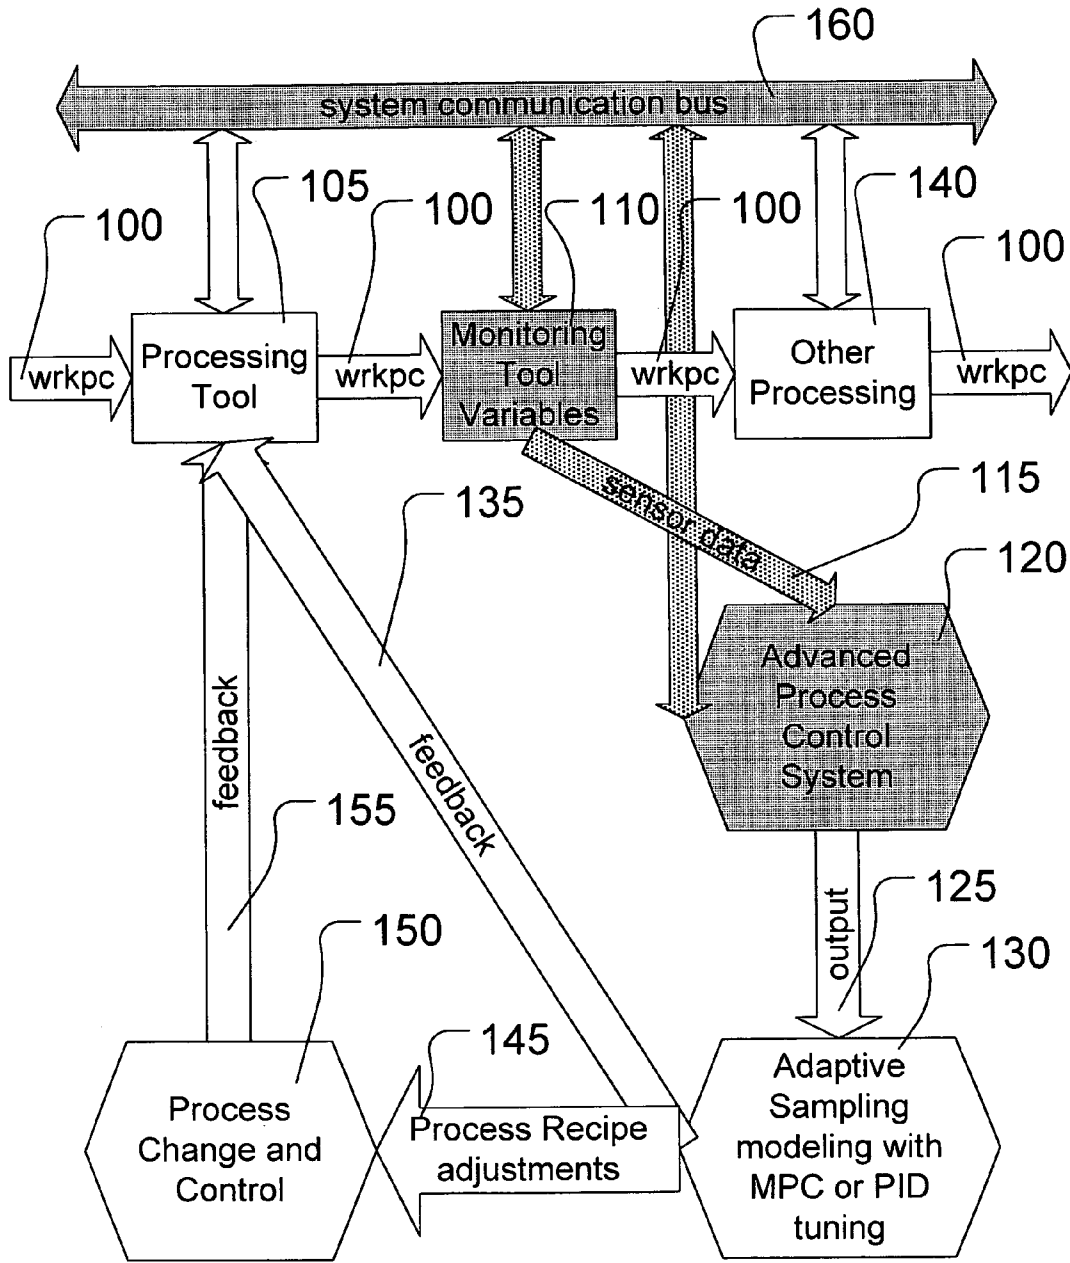 160
system communication bus
105
140
100
100
110
100
100
Processing
Tool
Monitoring
Tool
Variables
Other
Processing
wrkpc
wrkpc
wrkpc
wrkpc
135
115
sensor data
120
Advanced
Process
Control
System
feedback
feedback
155
125
output
150
130
145
Process
Change and
Control
Process Recipe
adjustments
Adaptive
Sampling
modeling with
MPC or PID
tuning